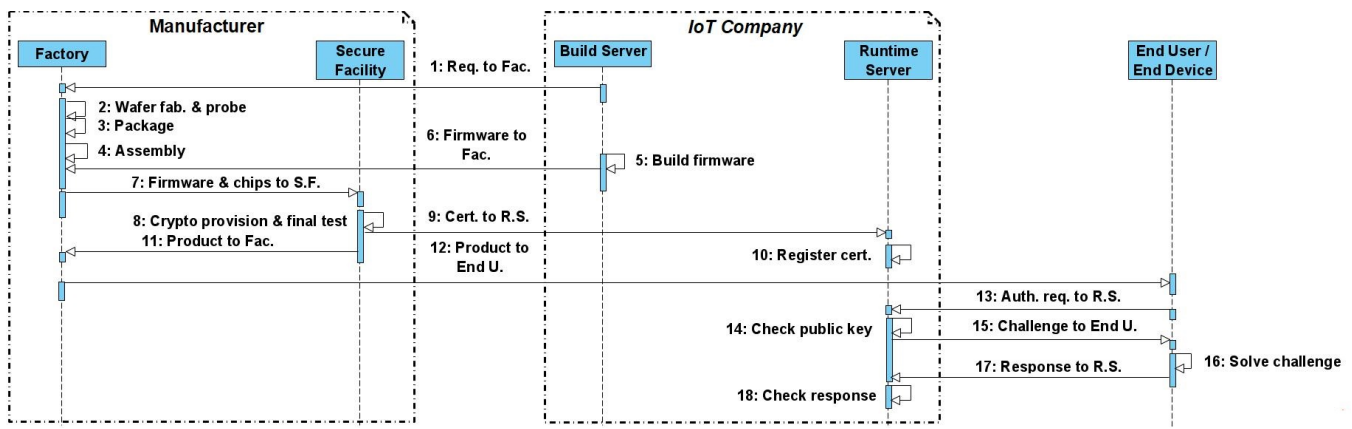 Manufacturer
IoT Company
Factory
Secure
Facility
Build Server
Runtime
Server
End User /
End Device
1: Req. to Fac.
2: Wafer fab. & probe
3: Package
4: Assembly
5: Build firmware
6: Firmware to
Fac.
7: Firmware & chips to S.F.
8: Crypto provision & final test
9: Cert. to R.S.
10: Register cert.
11: Product to Fac.
12: Product to
End U.
13: Auth. req. to R.S.
14: Check public key
15: Challenge to End U.
16: Solve challenge
17: Response to R.S.
18: Check response